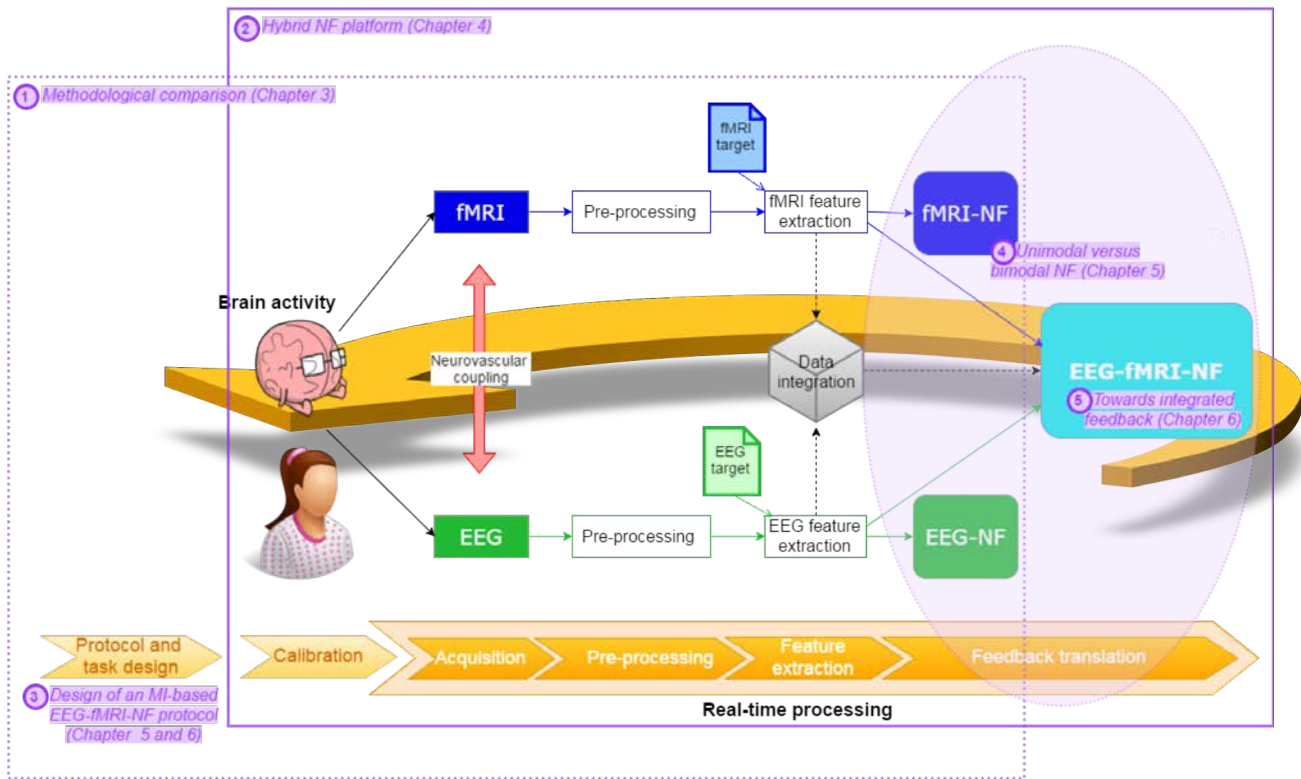 2 Hybrid NF platform (Chapter 4)
1 Methodological comparison (Chapter 3)
fMRI
target
fMRI
Pre-processing
fMRI feature
extraction
fMRI-NF
4 Unimodal versus
bimodal NF (Chapter 5)
Brain activity
Neurovascular
coupling
Data
integration
EEG-fMRI-NF
5 Towards integrated
feedback (Chapter 6)
EEG
target
EEG
Pre-processing
EEG feature
extraction
EEG-NF
Protocol and
task design
Calibration
Acquisition
Pre-processing
Feature
extraction
Feedback translation
3 Design of an MI-based
EEG-fMRI-NF protocol
(Chapter 5 and 6)
Real-time processing